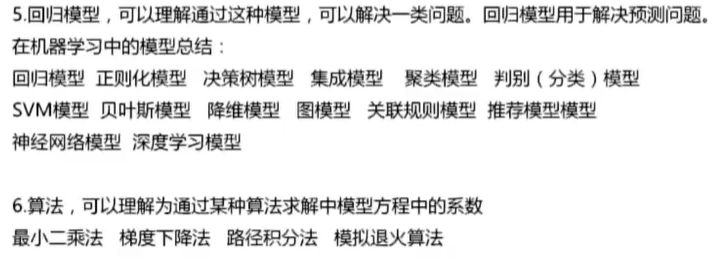 5.回归模型，可以理解通过这种模型，可以解决一类问题。回归模型用于解决预测问题。
在机器学习中的模型总结：
回归模型 正则化模型 决策树模型 集成模型 聚类模型 判别（分类）模型
SVM模型 贝叶斯模型 降维模型 图模型 关联规则模型 推荐模型模型
神经网络模型 深度学习模型
6.算法，可以理解为通过某种算法求解中模型方程中的系数
最小二乘法 梯度下降法 路径积分法 模拟退火算法